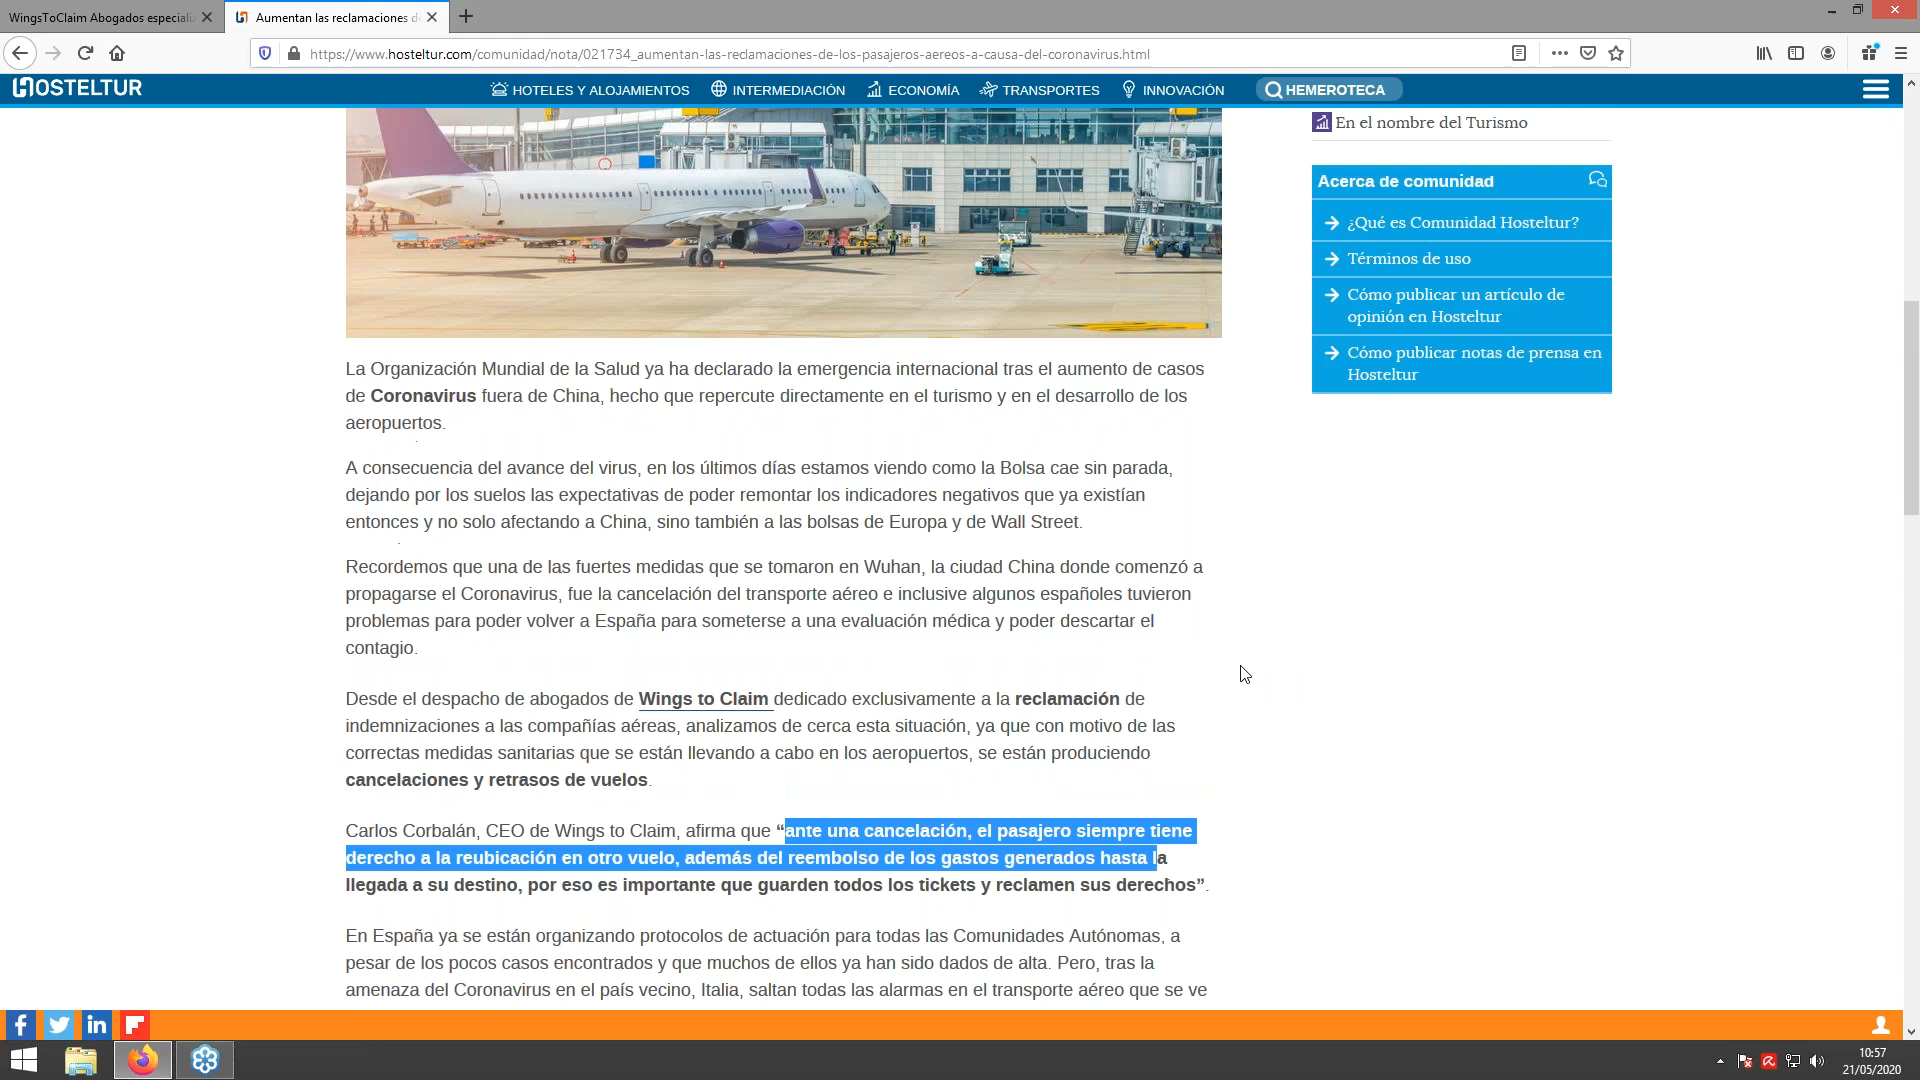 WingsToClaim Abogados especiali
Aumentan las reclamaciones de
https://www.hosteltur.com/comunidad/nota/021734_aumentan-las-reclamaciones-de-los-pasajeros-aereos-a-causa-del-coronavirus.html
HOSTELTUR
HOTELES Y ALOJAMIENTOS
INTERMEDIACIÓN
ECONOMÍA
TRANSPORTES
INNOVACIÓN
HEMEROTECA
En el nombre del Turismo
Acerca de comunidad
¿Qué es Comunidad Hosteltur?
Términos de uso
Cómo publicar un artículo de
opinión en Hosteltur
Cómo publicar notas de prensa en
Hosteltur
La Organización Mundial de la Salud ya ha declarado la emergencia internacional tras el aumento de casos
de Coronavirus fuera de China, hecho que repercute directamente en el turismo y en el desarrollo de los
aeropuertos.
A consecuencia del avance del virus, en los últimos días estamos viendo como la Bolsa cae sin parada,
dejando por los suelos las expectativas de poder remontar los indicadores negativos que ya existían
entonces y no solo afectando a China, sino también a las bolsas de Europa y de Wall Street.
Recordemos que una de las fuertes medidas que se tomaron en Wuhan, la ciudad China donde comenzó a
propagarse el Coronavirus, fue la cancelación del transporte aéreo e inclusive algunos españoles tuvieron
problemas para poder volver a España para someterse a una evaluación médica y poder descartar el
contagio.
Desde el despacho de abogados de Wings to Claim dedicado exclusivamente a la reclamación de
indemnizaciones a las compañías aéreas, analizamos de cerca esta situación, ya que con motivo de las
correctas medidas sanitarias que se están llevando a cabo en los aeropuertos, se están produciendo
cancelaciones y retrasos de vuelos.
Carlos Corbalán, CEO de Wings to Claim, afirma que “ante una cancelación, el pasajero siempre tiene
derecho a la reubicación en otro vuelo, además del reembolso de los gastos generados hasta la
llegada a su destino, por eso es importante que guarden todos los tickets y reclamen sus derechos”.
En España ya se están organizando protocolos de actuación para todas las Comunidades Autónomas, a
pesar de los pocos casos encontrados y que muchos de ellos ya han sido dados de alta. Pero, tras la
amenaza del Coronavirus en el país vecino, Italia, saltan todas las alarmas en el transporte aéreo que se ve
10:57
21/05/2020